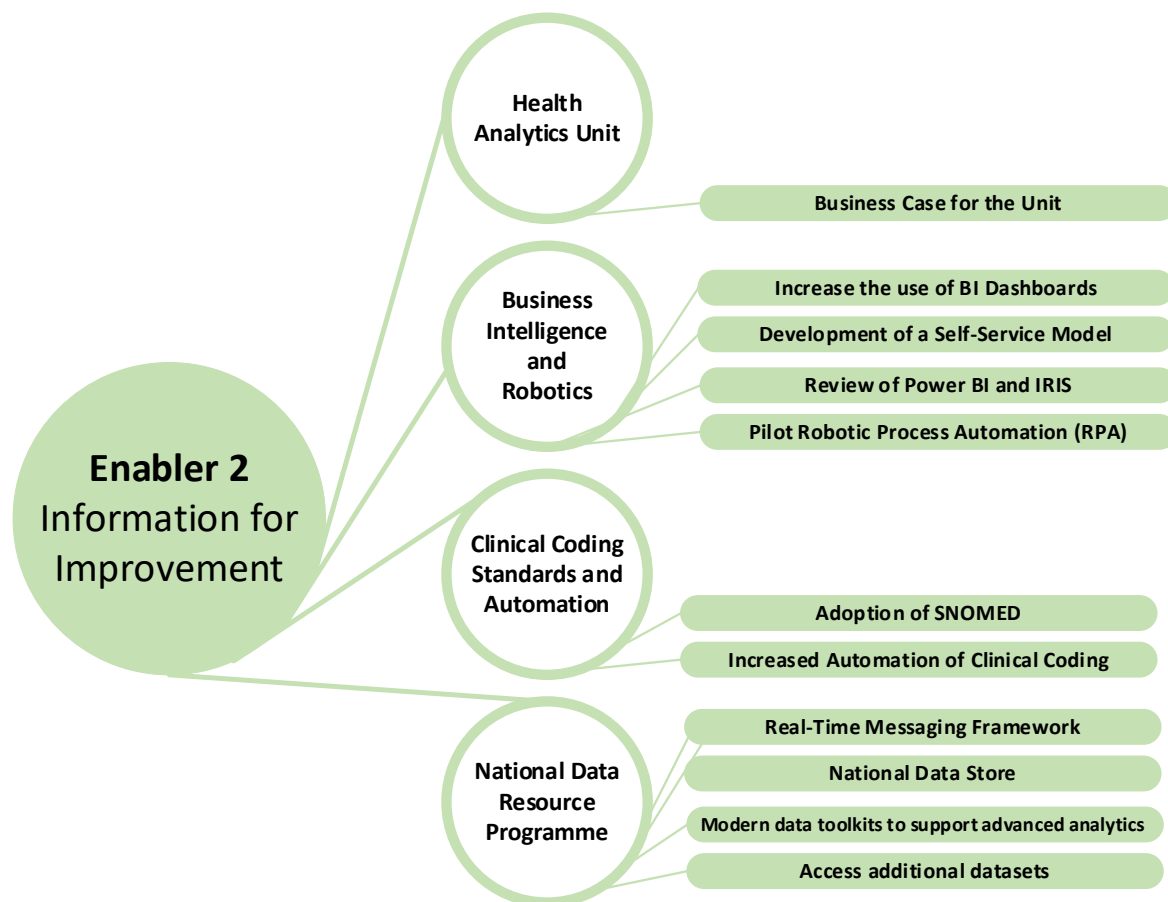 Health
Analytics Unit
Business Case for the Unit
Business
Intelligence
and
Robotics
Increase the use of BI Dashboards
Development of a Self-Service Model
Review of Power BI and IRIS
Pilot Robotic Process Automation (RPA)
Enabler 2
Information for
Improvement
Clinical Coding
Standards and
Automation
Adoption of SNOMED
Increased Automation of Clinical Coding
National Data
Resource
Programme
Real-Time Messaging Framework
National Data Store
Modern data toolkits to support advanced analytics
Access additional datasets